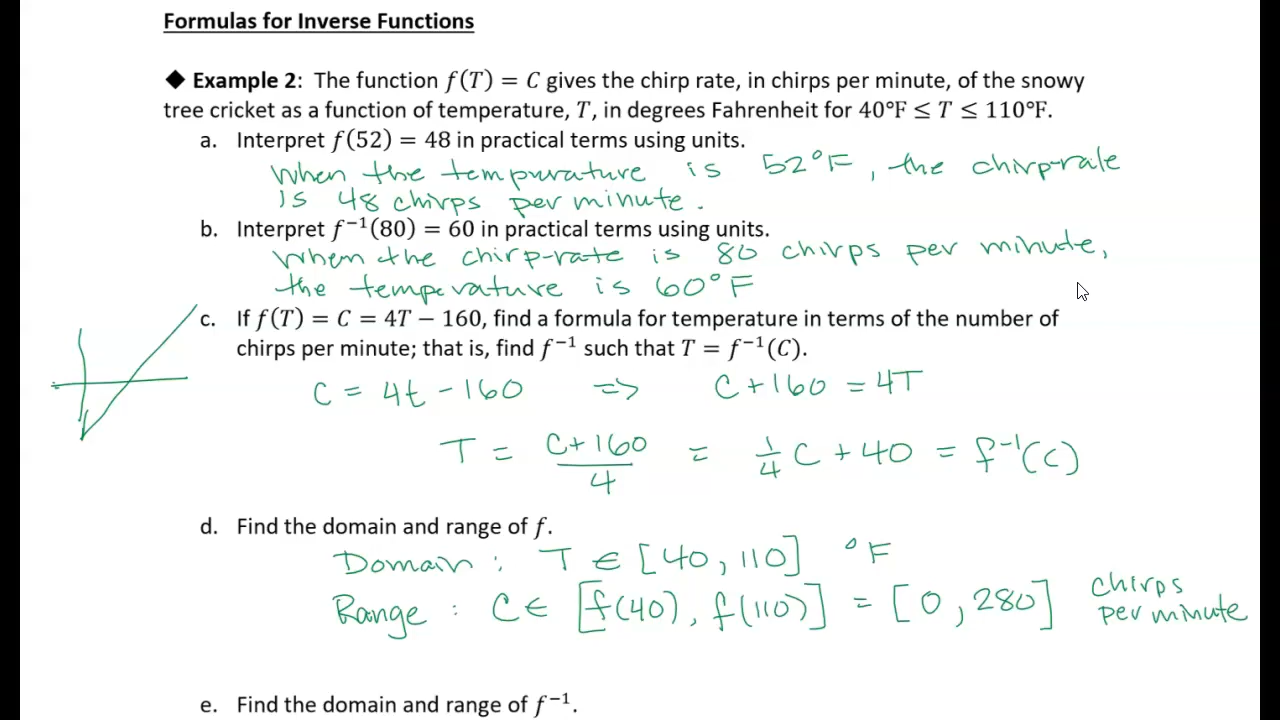 Formulas for Inverse Functions
◆ Example 2: The function f(T) = C gives the chirp rate, in chirps per minute, of the snowy
tree cricket as a function of temperature, T, in degrees Fahrenheit for 40°F ≤ T ≤ 110°F.
a. Interpret f(52) = 48 in practical terms using units.
When the tempurature is 52°F, the chirp-rate
is 48 chirps per minute.
b. Interpret f⁻¹(80) = 60 in practical terms using units.
When the chirp-rate is 80 chirps per minute,
the temperature is 60°F
c. If f(T) = C = 4T − 160, find a formula for temperature in terms of the number of
chirps per minute; that is, find f⁻¹ such that T = f⁻¹(C).
C = 4t − 160 => C + 160 = 4T
T = (C + 160)/4 = 1/4 C + 40 = f⁻¹(C)
d. Find the domain and range of f.
Domain : T ∈ [40, 110] °F
Range : C ∈ [f(40), f(110)] = [0, 280] chirps per minute
e. Find the domain and range of f⁻¹.